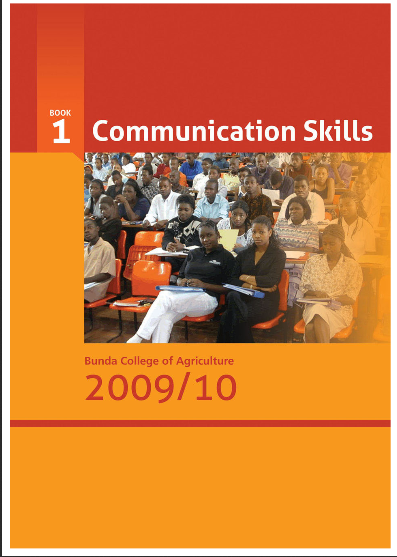 BOOK
1
Communication Skills
Bunda College of Agriculture
2009/10